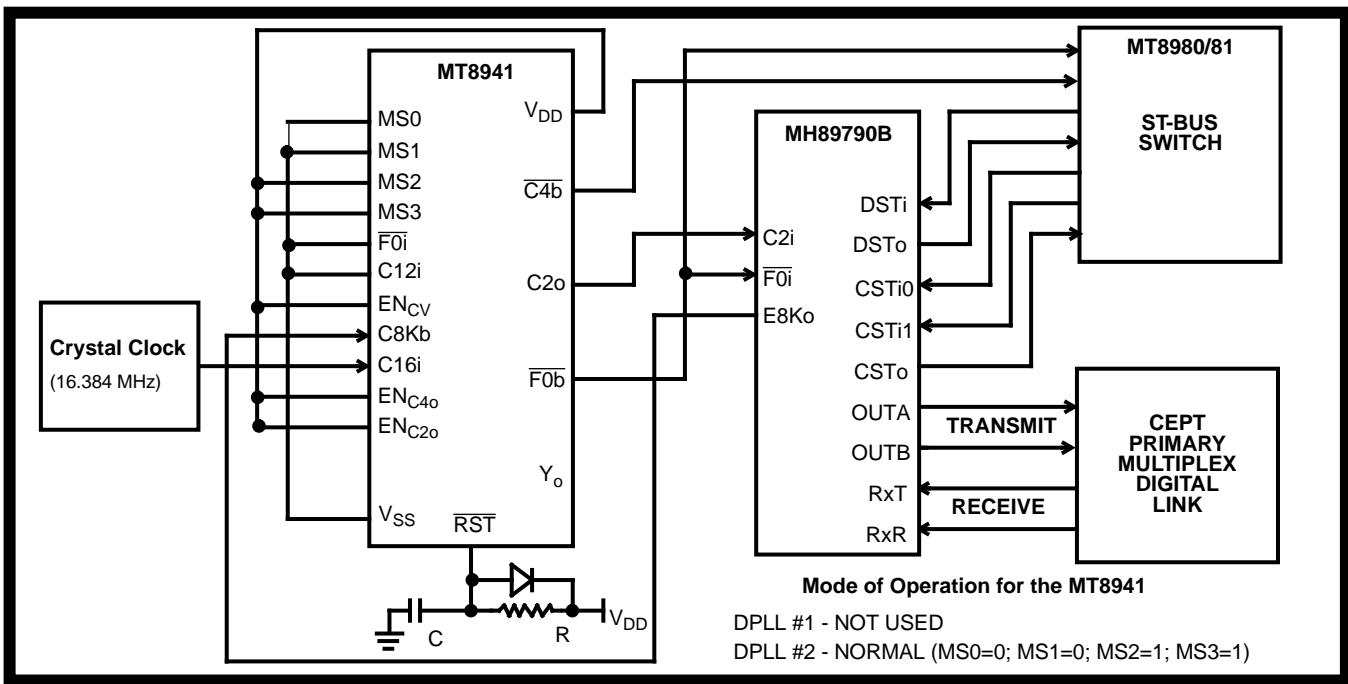 MT8941
MS0
MS1
MS2
MS3
F0i
C12i
ENCV
C8Kb
C16i
ENC4o
ENC2o
VSS
VDD
C4b
C2o
F0b
Yo
RST
Crystal Clock
(16.384 MHz)
C
R
VDD
MH89790B
C2i
F0i
E8Ko
DSTi
DSTo
CSTi0
CSTi1
CSTo
OUTA
OUTB
RxT
RxR
MT8980/81
ST-BUS
SWITCH
TRANSMIT
RECEIVE
CEPT
PRIMARY
MULTIPLEX
DIGITAL
LINK
Mode of Operation for the MT8941
DPLL #1 - NOT USED
DPLL #2 - NORMAL (MS0=0; MS1=0; MS2=1; MS3=1)